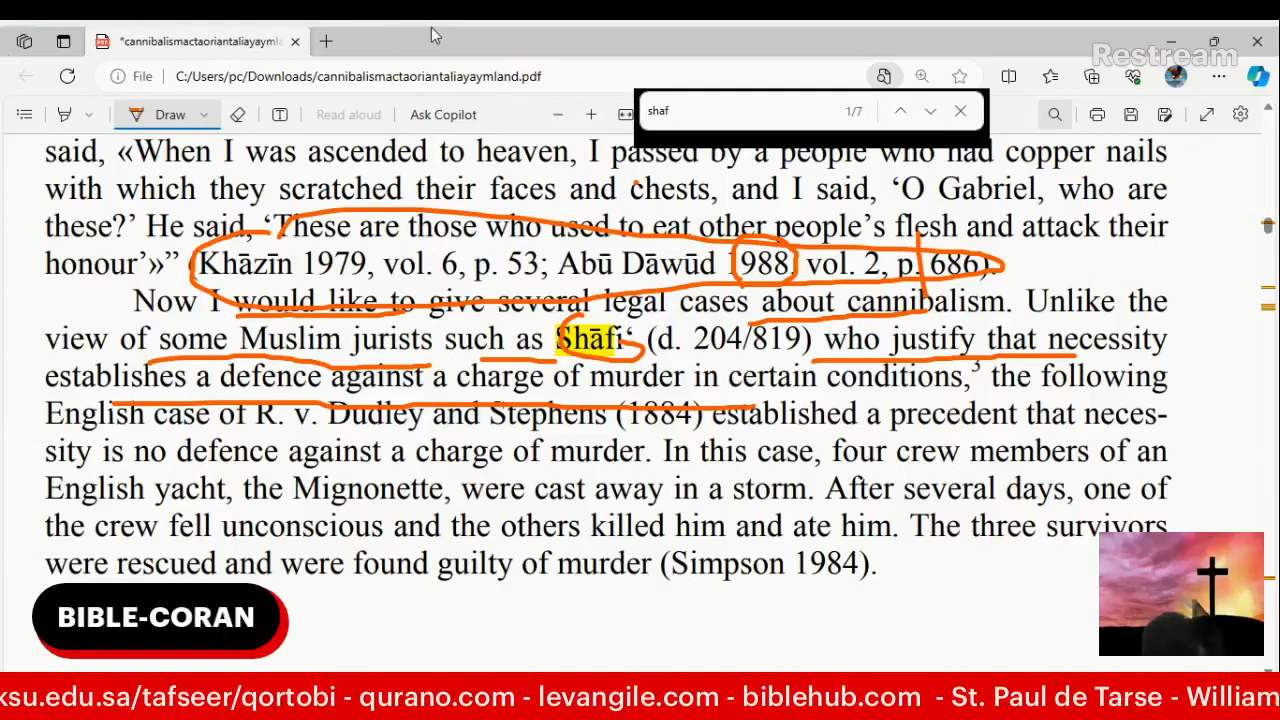 *cannibalismactaoriantaliayaymla
Restream
File C:/Users/pc/Downloads/cannibalismactaoriantaliayaymland.pdf
shaf 1/7
Draw Read aloud Ask Copilot
said, «When I was ascended to heaven, I passed by a people who had copper nails
with which they scratched their faces and chests, and I said, ‘O Gabriel, who are
these?’ He said, ‘These are those who used to eat other people’s flesh and attack their
honour’»” (Khāzīn 1979, vol. 6, p. 53; Abū Dāwūd 1988, vol. 2, p. 686).
Now I would like to give several legal cases about cannibalism. Unlike the
view of some Muslim jurists such as Shāfi‘ (d. 204/819) who justify that necessity
establishes a defence against a charge of murder in certain conditions,³ the following
English case of R. v. Dudley and Stephens (1884) established a precedent that neces-
sity is no defence against a charge of murder. In this case, four crew members of an
English yacht, the Mignonette, were cast away in a storm. After several days, one of
the crew fell unconscious and the others killed him and ate him. The three survivors
were rescued and were found guilty of murder (Simpson 1984).
BIBLE-CORAN
ksu.edu.sa/tafseer/qortobi - qurano.com - levangile.com - biblehub.com - St. Paul de Tarse - William